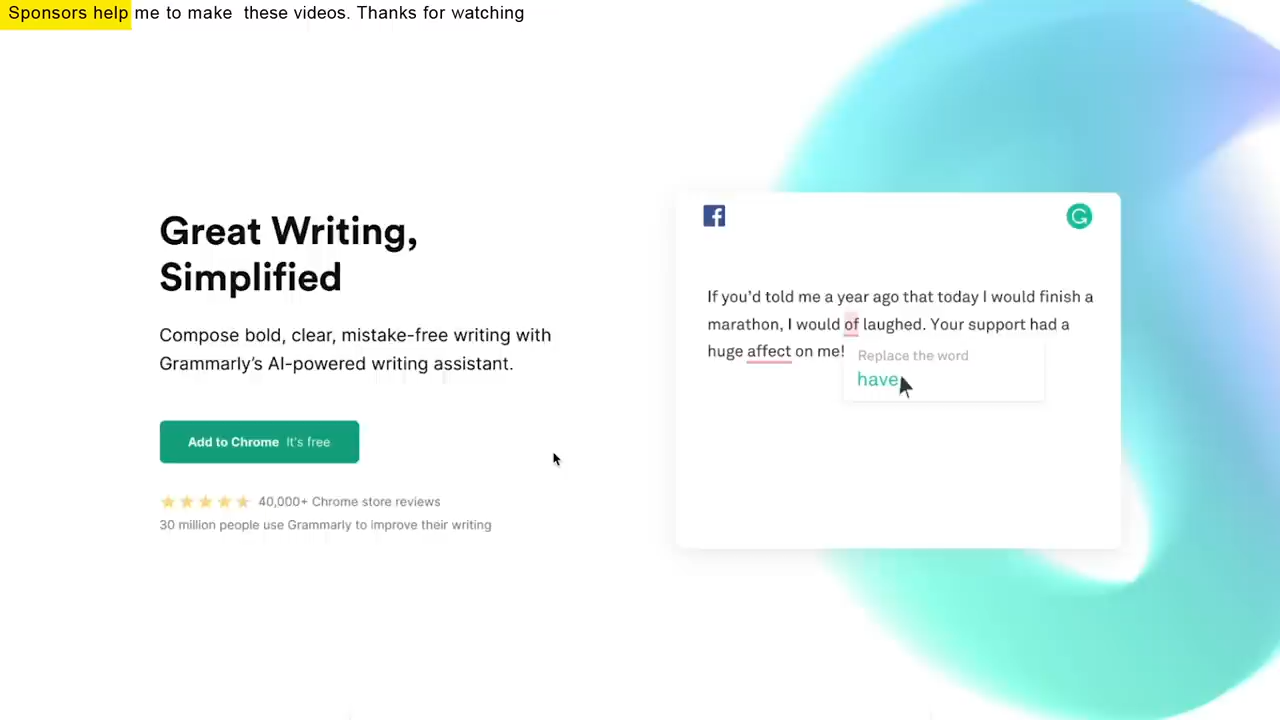 Sponsors help me to make these videos. Thanks for watching
Great Writing,
Simplified
Compose bold, clear, mistake-free writing with
Grammarly's AI-powered writing assistant.
Add to Chrome It's free
40,000+ Chrome store reviews
30 million people use Grammarly to improve their writing
If you'd told me a year ago that today I would finish a
marathon, I would of laughed. Your support had a
huge affect on me!
Replace the word
have